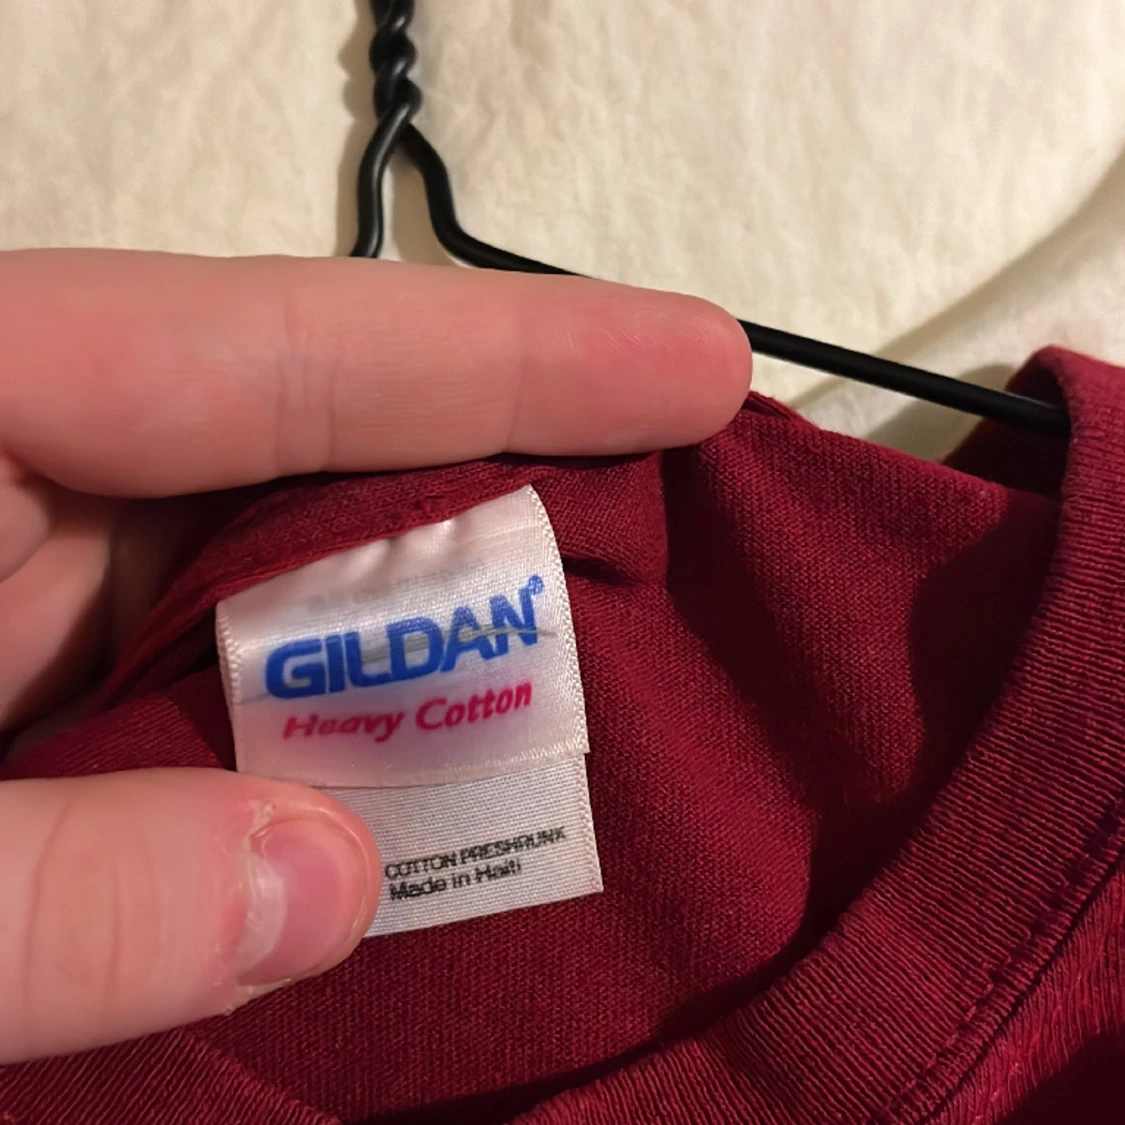 GILDAN®
Heavy Cotton
COTTON PRESHRUNK
Made in Haiti